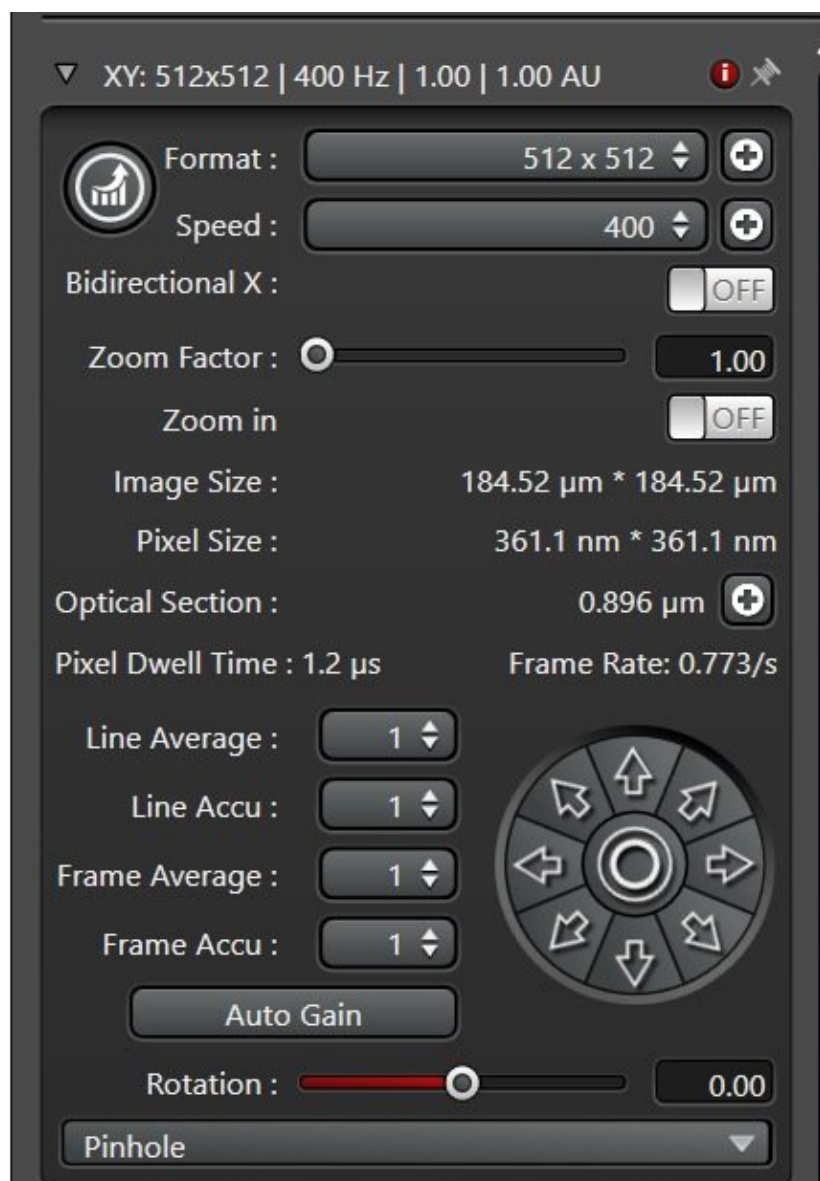 XY: 512x512 | 400 Hz | 1.00 | 1.00 AU
Format : 512 x 512
Speed : 400
Bidirectional X : OFF
Zoom Factor : 1.00
Zoom in OFF
Image Size : 184.52 µm * 184.52 µm
Pixel Size : 361.1 nm * 361.1 nm
Optical Section : 0.896 µm
Pixel Dwell Time : 1.2 µs Frame Rate: 0.773/s
Line Average : 1
Line Accu : 1
Frame Average : 1
Frame Accu : 1
Auto Gain
Rotation : 0.00
Pinhole